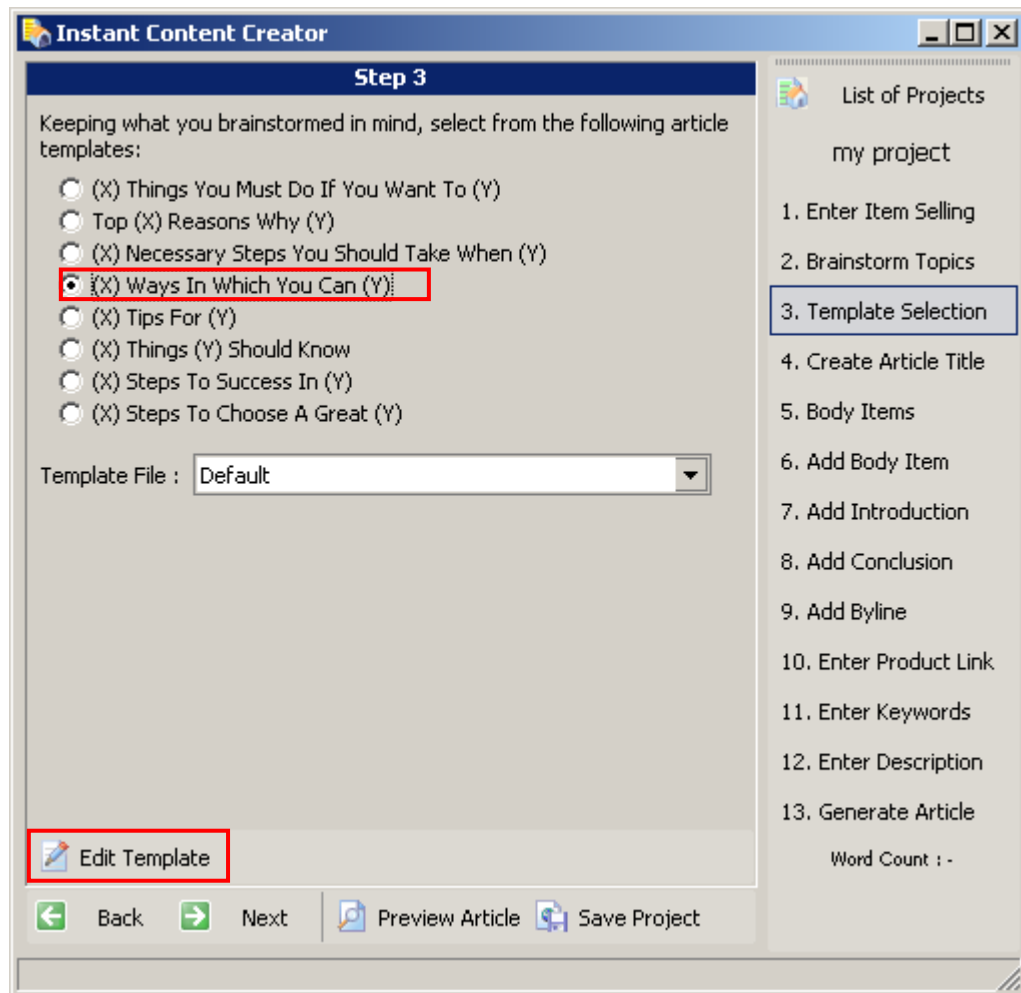 Instant Content Creator
Step 3
Keeping what you brainstormed in mind, select from the following article
templates:
(X) Things You Must Do If You Want To (Y)
Top (X) Reasons Why (Y)
(X) Necessary Steps You Should Take When (Y)
(X) Ways In Which You Can (Y)
(X) Tips For (Y)
(X) Things (Y) Should Know
(X) Steps To Success In (Y)
(X) Steps To Choose A Great (Y)
Template File : Default
Edit Template
Back Next Preview Article Save Project
List of Projects
my project
1. Enter Item Selling
2. Brainstorm Topics
3. Template Selection
4. Create Article Title
5. Body Items
6. Add Body Item
7. Add Introduction
8. Add Conclusion
9. Add Byline
10. Enter Product Link
11. Enter Keywords
12. Enter Description
13. Generate Article
Word Count : -